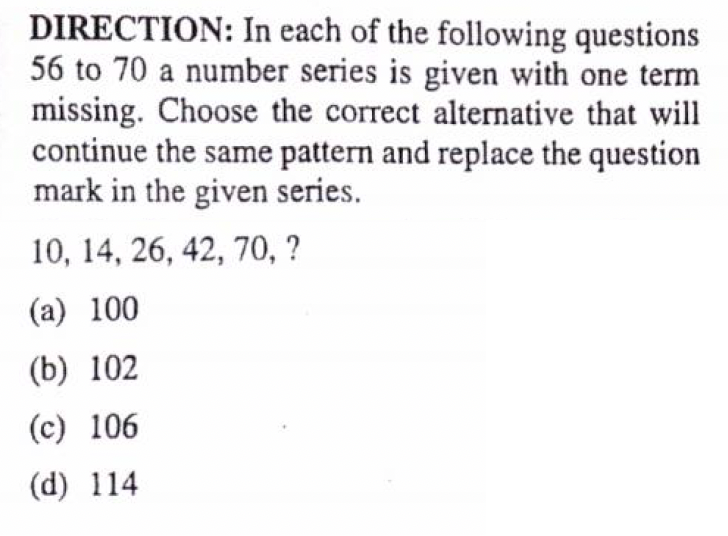 DIRECTION: In each of the following questions
56 to 70 a number series is given with one term
missing. Choose the correct alternative that will
continue the same pattern and replace the question
mark in the given series.
10, 14, 26, 42, 70, ?
(a) 100
(b) 102
(c) 106
(d) 114